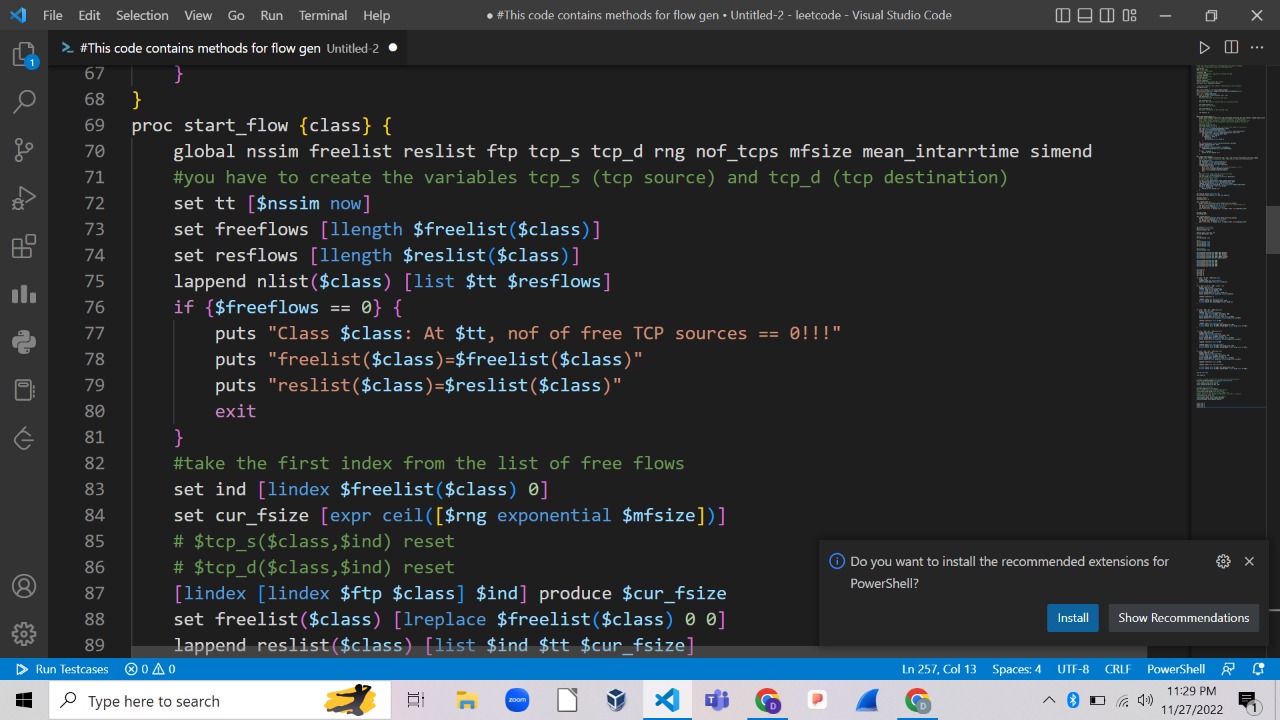 File Edit Selection View Go Run Terminal Help
● #This code contains methods for flow gen • Untitled-2 - leetcode - Visual Studio Code
#This code contains methods for flow gen Untitled-2 ●
67 }
68 }
69 proc start_flow {class} {
70 global nssim freelist reslist ftp tcp_s tcp_d rng nof_tcps mfsize mean_intertime simend
71 #you have to create the variables tcp_s (tcp source) and tcp_d (tcp destination)
72 set tt [$nssim now]
73 set freeflows [llength $freelist($class)]
74 set resflows [llength $reslist($class)]
75 lappend nlist($class) [list $tt $resflows]
76 if {$freeflows == 0} {
77 puts "Class $class: At $tt, nof of free TCP sources == 0!!!"
78 puts "freelist($class)=$freelist($class)"
79 puts "reslist($class)=$reslist($class)"
80 exit
81 }
82 #take the first index from the list of free flows
83 set ind [lindex $freelist($class) 0]
84 set cur_fsize [expr ceil([$rng exponential $mfsize])]
85 # $tcp_s($class,$ind) reset
86 # $tcp_d($class,$ind) reset
87 [lindex [lindex $ftp $class] $ind] produce $cur_fsize
88 set freelist($class) [lreplace $freelist($class) 0 0]
89 lappend reslist($class) [list $ind $tt $cur_fsize]
1
Do you want to install the recommended extensions for
PowerShell?
Install Show Recommendations
Run Testcases 0 0 Ln 257, Col 13 Spaces: 4 UTF-8 CRLF PowerShell
Type here to search
zoom
11:29 PM
11/27/2022
1